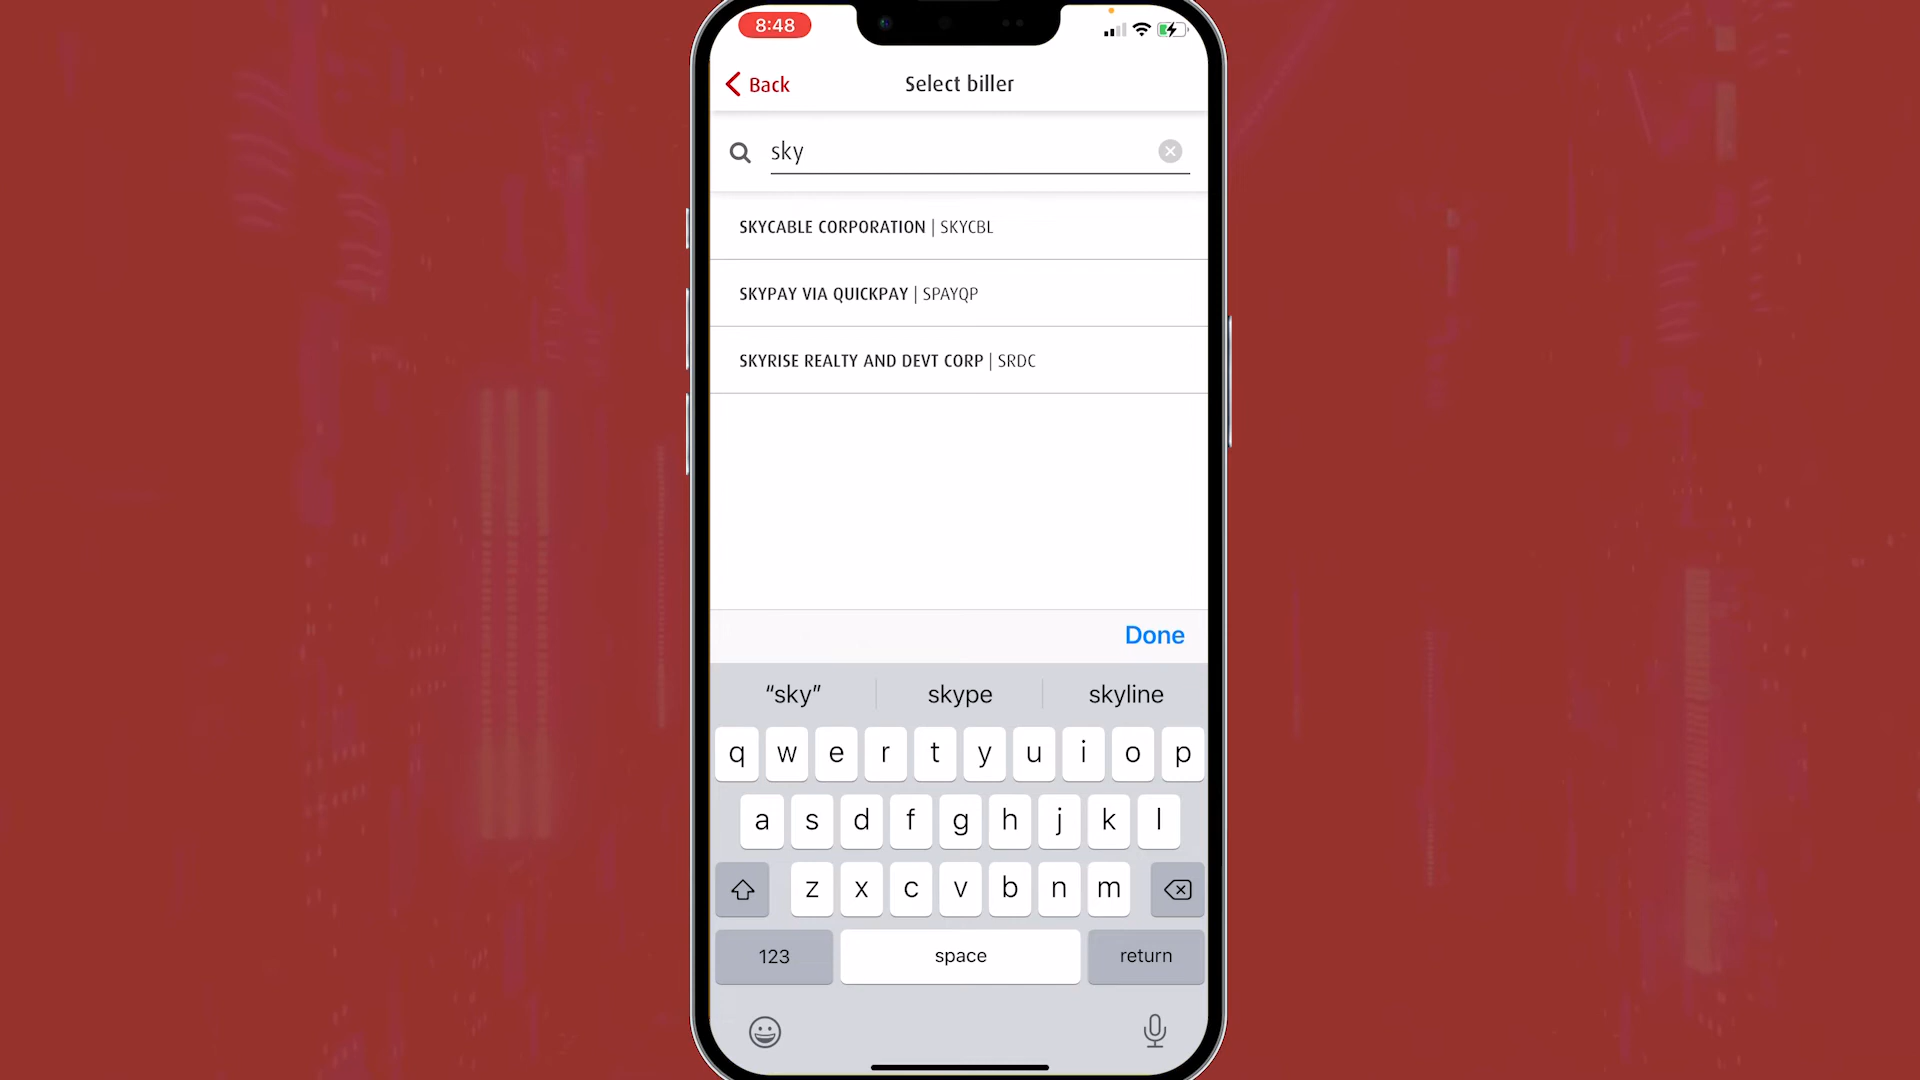 8:48
Back
Select biller
sky
SKYCABLE CORPORATION | SKYCBL
SKYPAY VIA QUICKPAY | SPAYQP
SKYRISE REALTY AND DEVT CORP | SRDC
Done
“sky” skype skyline
q w e r t y u i o p
a s d f g h j k l
z x c v b n m
123 space return